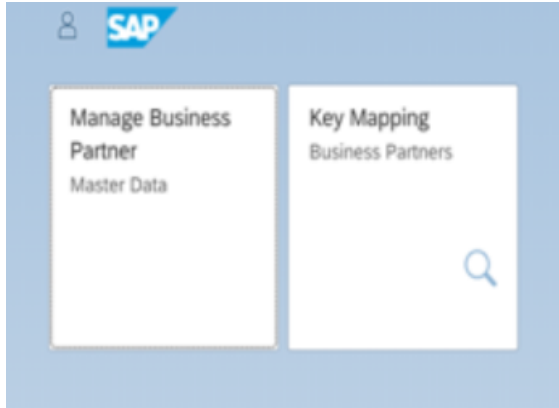 SAP
Manage Business
Partner
Master Data
Key Mapping
Business Partners